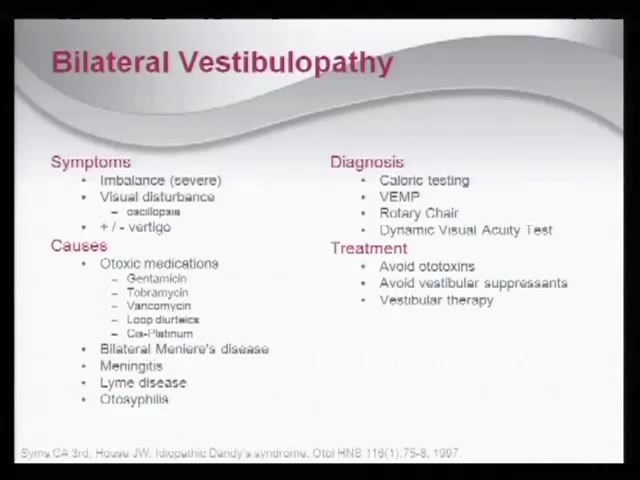 Bilateral Vestibulopathy
Symptoms
• Imbalance (severe)
• Visual disturbance
– oscillopsia
• + / - vertigo
Causes
• Otoxic medications
– Gentamicin
– Tobramycin
– Vancomycin
– Loop diurteics
– Cis-Platinum
• Bilateral Meniere's disease
• Meningitis
• Lyme disease
• Otosyphilis
Diagnosis
• Caloric testing
• VEMP
• Rotary Chair
• Dynamic Visual Acuity Test
Treatment
• Avoid ototoxins
• Avoid vestibular suppressants
• Vestibular therapy
Syms CA 3rd, House JW. Idiopathic Dandy's syndrome. Otol HNS 116(1):75-8, 1997.